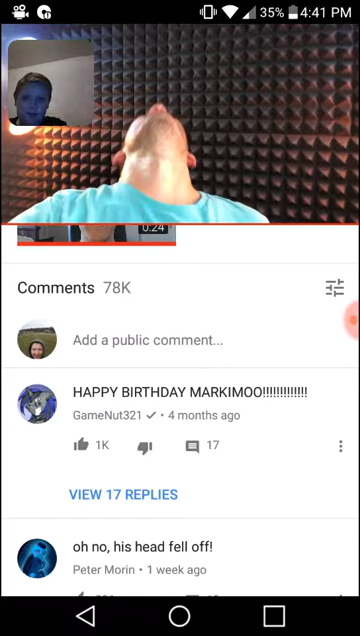 35% 4:41 PM
0:24
Comments 78K
Add a public comment...
HAPPY BIRTHDAY MARKIMOO!!!!!!!!!!!!!
GameNut321 • 4 months ago
1K 17
VIEW 17 REPLIES
oh no, his head fell off!
Peter Morin • 1 week ago